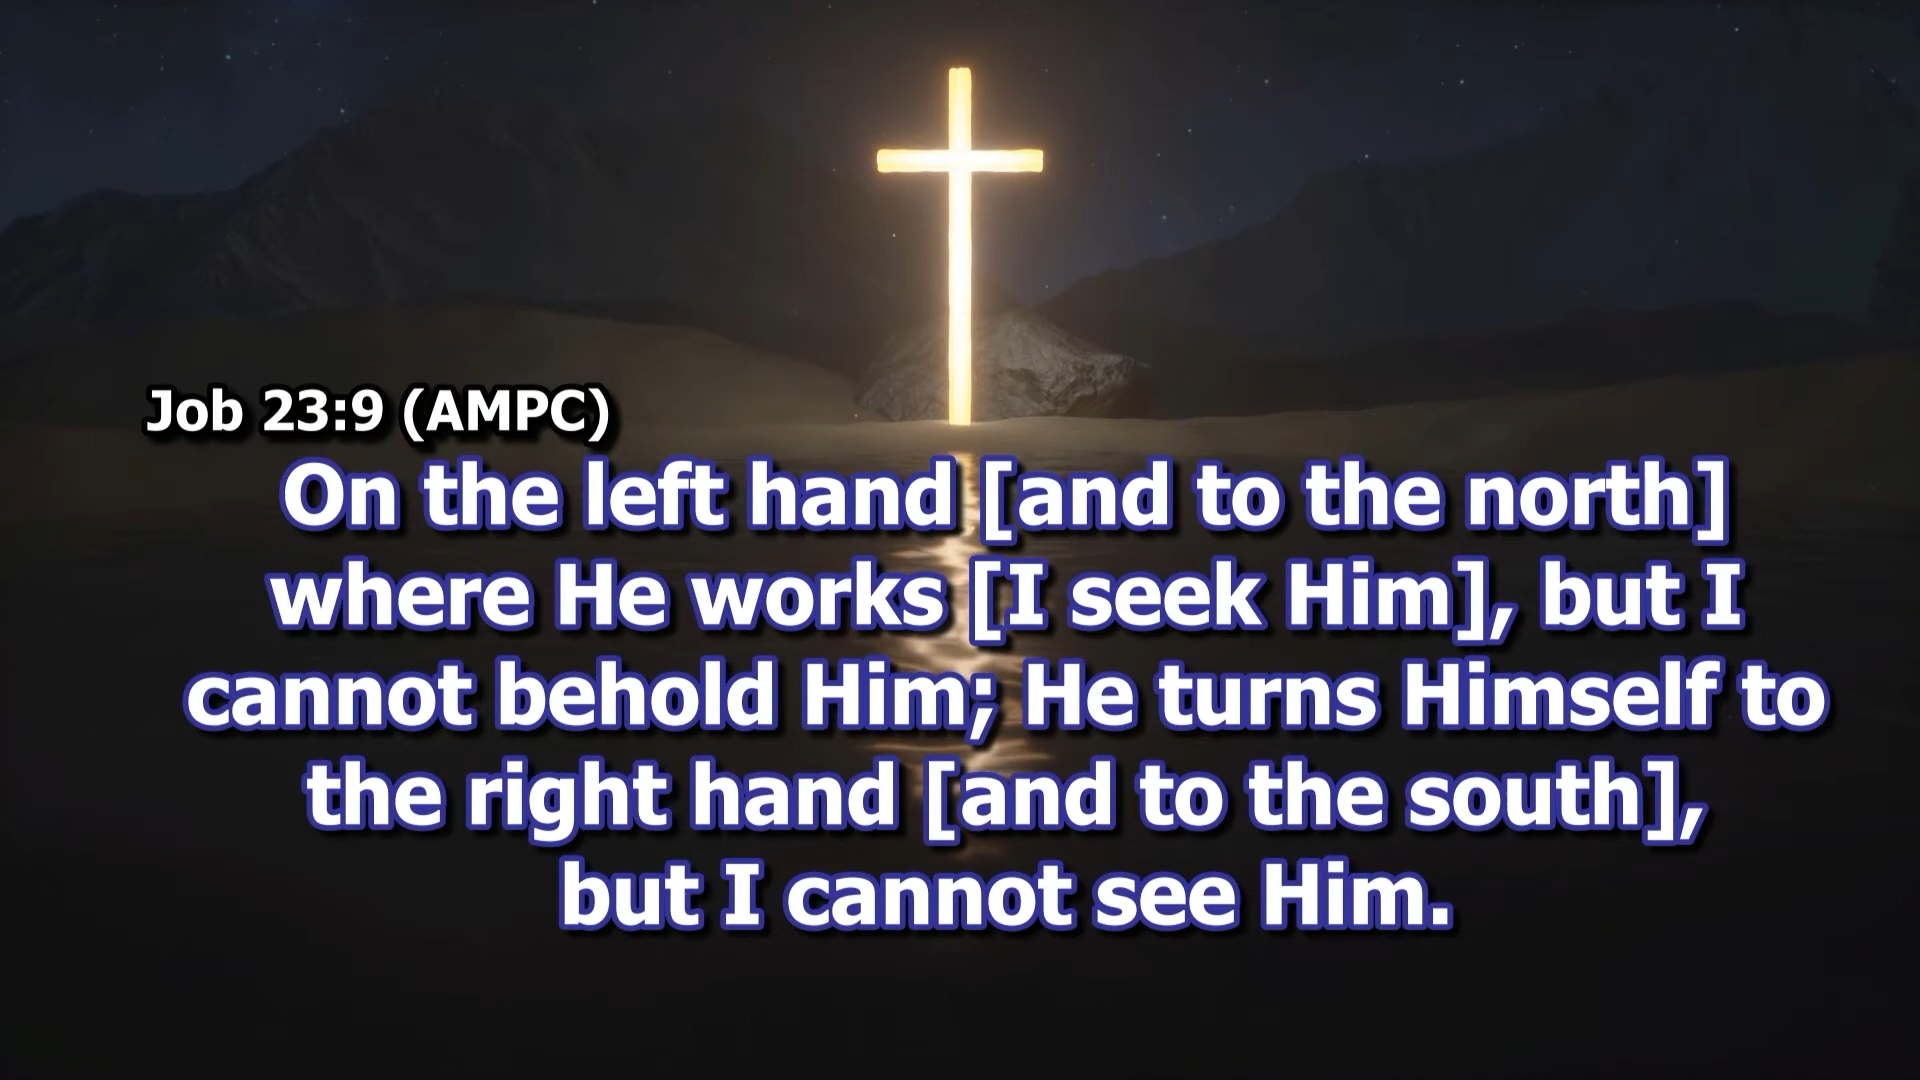 Job 23:9 (AMPC)
On the left hand [and to the north]
where He works [I seek Him], but I
cannot behold Him; He turns Himself to
the right hand [and to the south],
but I cannot see Him.